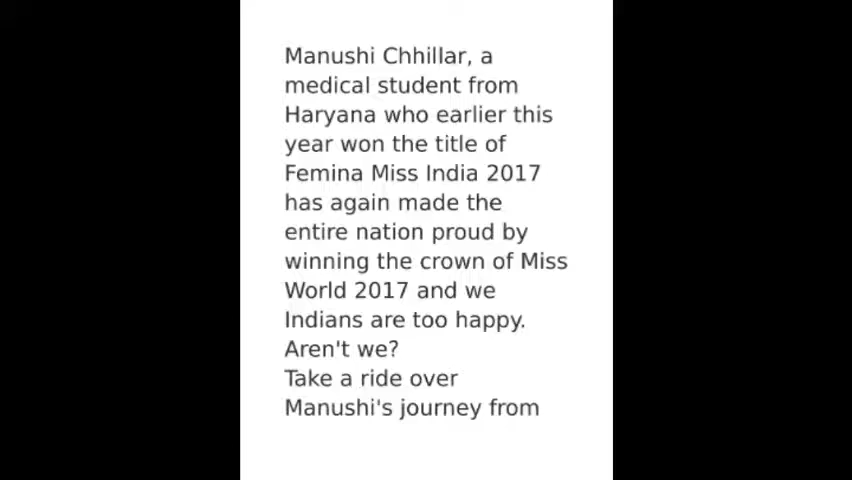 Manushi Chhillar, a
medical student from
Haryana who earlier this
year won the title of
Femina Miss India 2017
has again made the
entire nation proud by
winning the crown of Miss
World 2017 and we
Indians are too happy.
Aren't we?
Take a ride over
Manushi's journey from